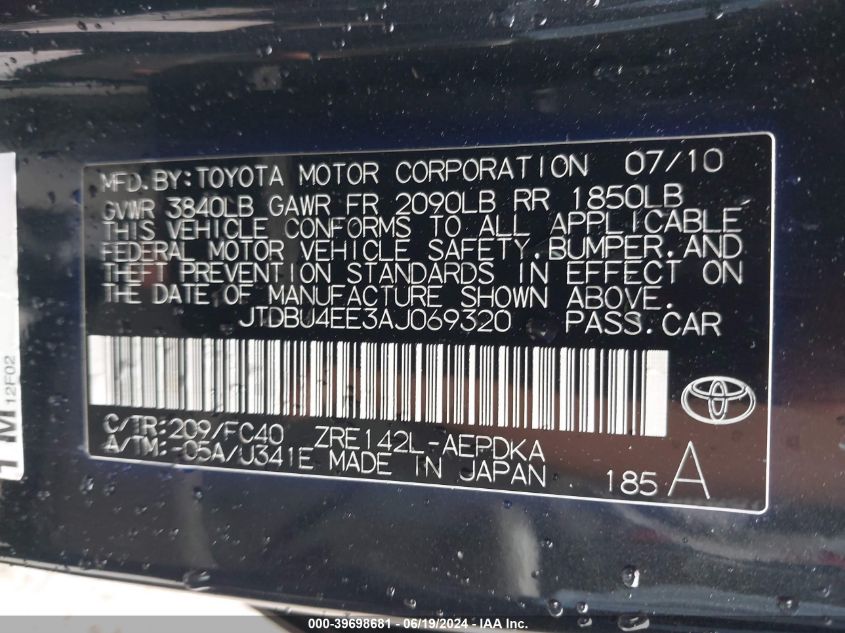 MFD.BY:TOYOTA MOTOR CORPORATION 07/10
GVWR 3840LB GAWR FR 2090LB RR 1850LB
THIS VEHICLE CONFORMS TO ALL APPLICABLE
FEDERAL MOTOR VEHICLE SAFETY,BUMPER,AND
THEFT PREVENTION STANDARDS IN EFFECT ON
THE DATE OF MANUFACTURE SHOWN ABOVE.
JTDBU4EE3AJ069320 PASS.CAR
C/TR:209/FC40 ZRE142L-AEPDKA
A/TM:-05A/U341E MADE IN JAPAN
185 A
12F02
000-39698681 - 06/19/2024 - IAA Inc.